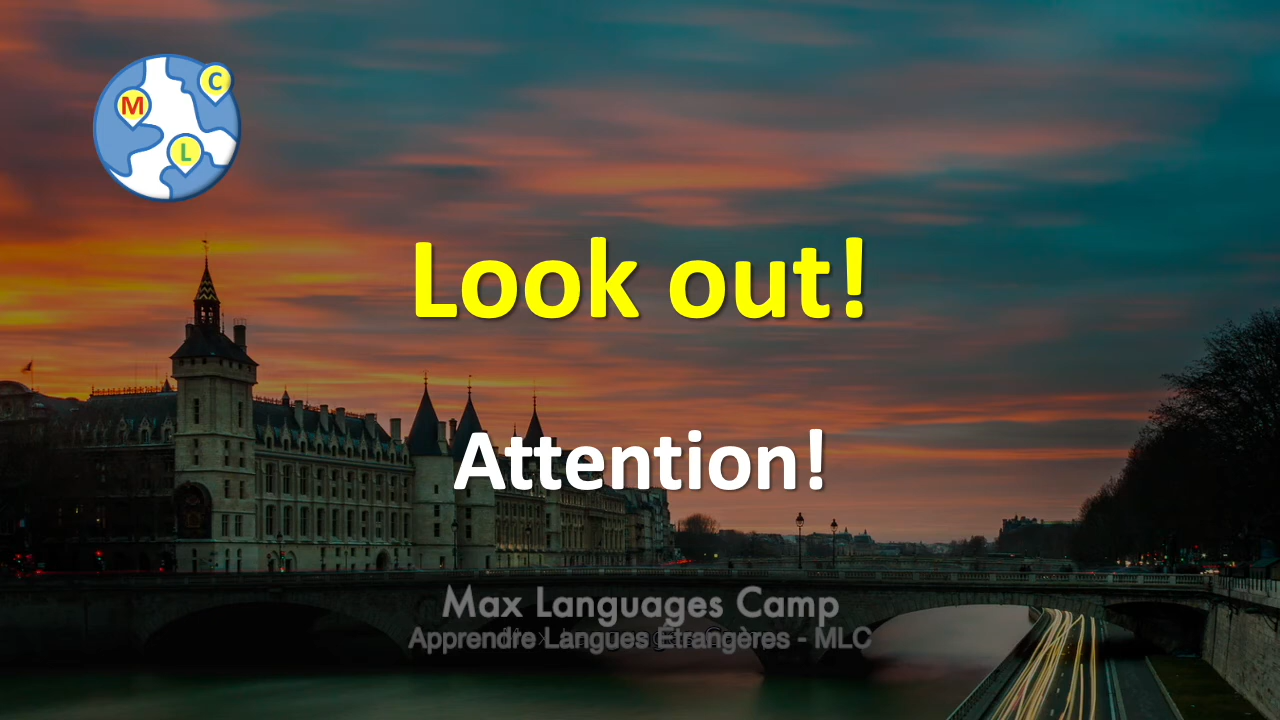 M
C
L
Look out!
Attention!
Max Languages Camp
Apprendre Langues Étrangères - MLC